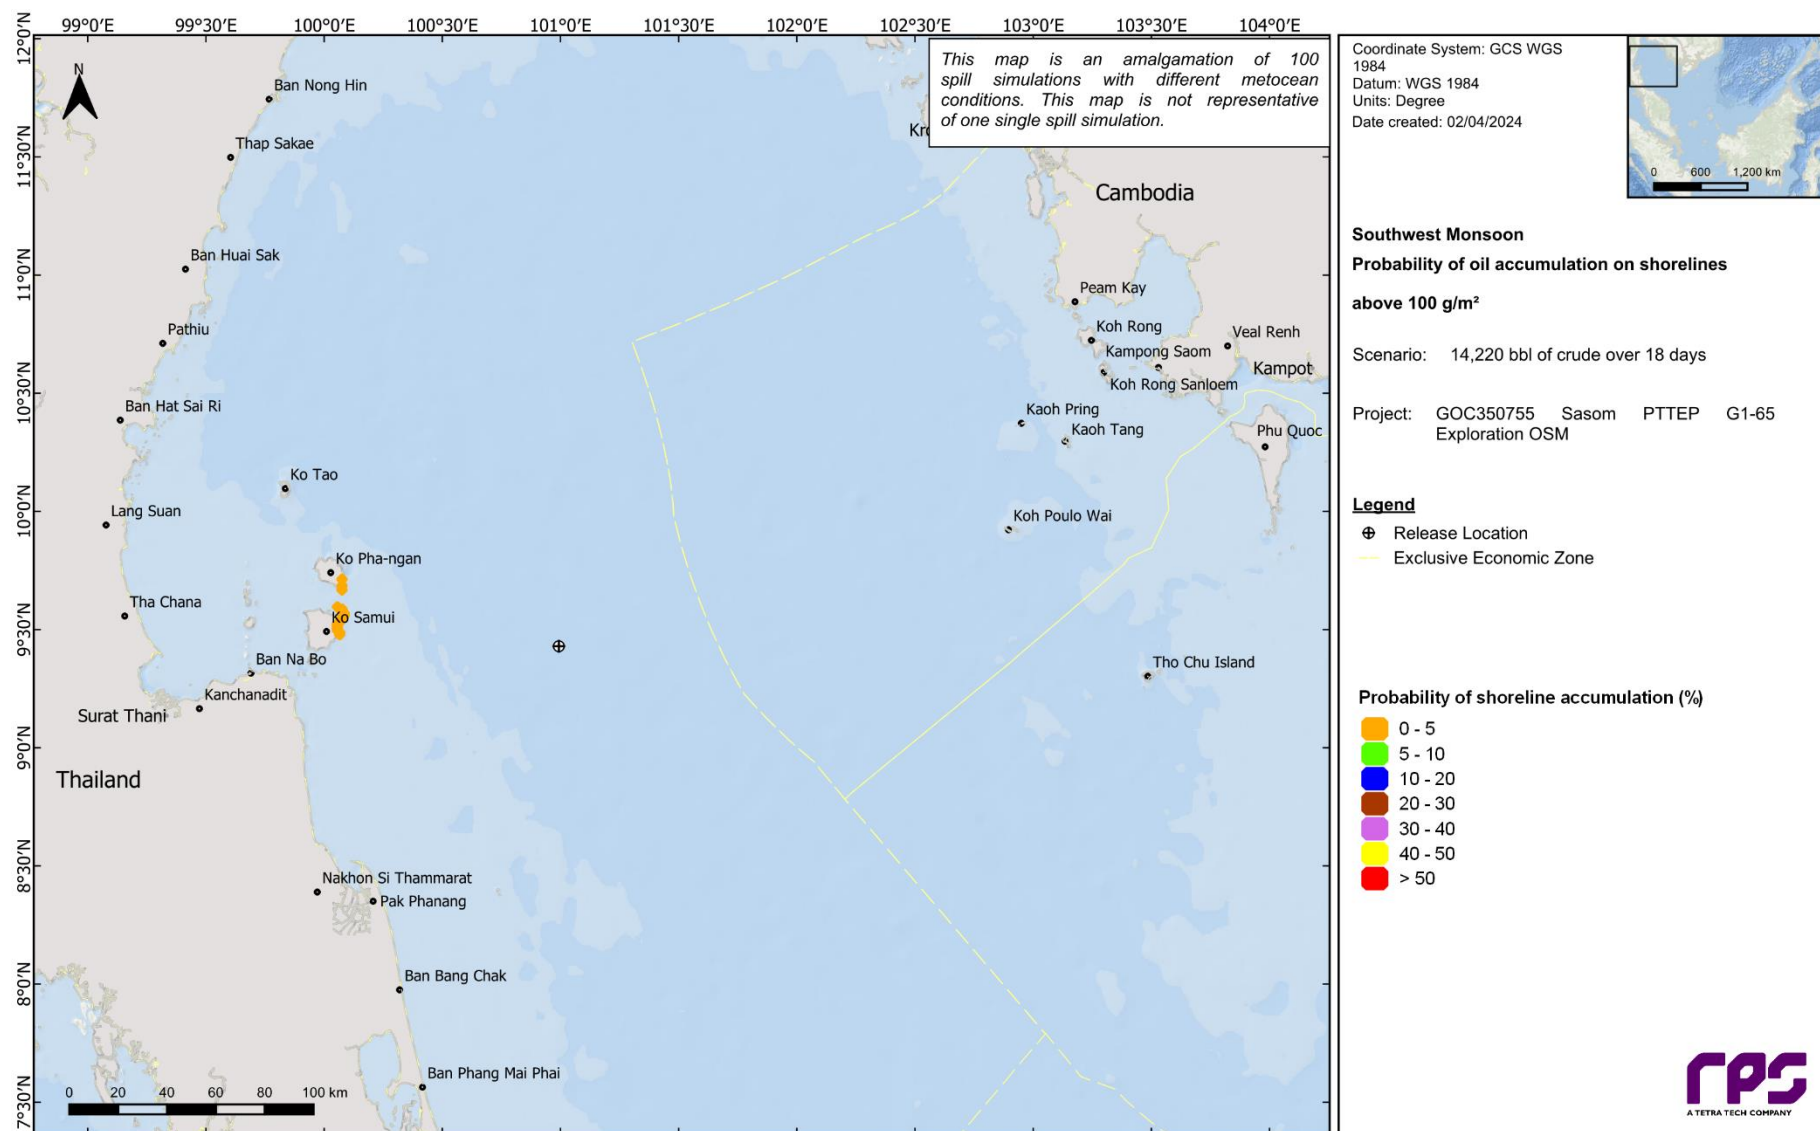 99°0'E 99°30'E 100°0'E 100°30'E 101°0'E 101°30'E 102°0'E 102°30'E 103°0'E 103°30'E 104°0'E
12°0'N
11°30'N
11°0'N
10°30'N
10°0'N
9°30'N
9°0'N
8°30'N
8°0'N
7°30'N
N
This map is an amalgamation of 100
spill simulations with different metocean
conditions. This map is not representative
of one single spill simulation.
Ban Nong Hin
Thap Sakae
Cambodia
Ban Huai Sak
Peam Kay
Pathiu
Koh Rong
Veal Renh
Kampong Saom
Kampot
Koh Rong Sanloem
Ban Hat Sai Ri
Kaoh Pring
Kaoh Tang
Phu Quoc
Ko Tao
Lang Suan
Koh Poulo Wai
Ko Pha-ngan
Tha Chana
Ko Samui
Ban Na Bo
Tho Chu Island
Kanchanadit
Surat Thani
Thailand
Nakhon Si Thammarat
Pak Phanang
Ban Bang Chak
Ban Phang Mai Phai
0 20 40 60 80 100 km
Coordinate System: GCS WGS
1984
Datum: WGS 1984
Units: Degree
Date created: 02/04/2024
0 600 1,200 km
Southwest Monsoon
Probability of oil accumulation on shorelines
above 100 g/m²
Scenario: 14,220 bbl of crude over 18 days
Project: GOC350755 Sasom PTTEP G1-65
Exploration OSM
Legend
Release Location
Exclusive Economic Zone
Probability of shoreline accumulation (%)
0 - 5
5 - 10
10 - 20
20 - 30
30 - 40
40 - 50
> 50
rps
A TETRA TECH COMPANY